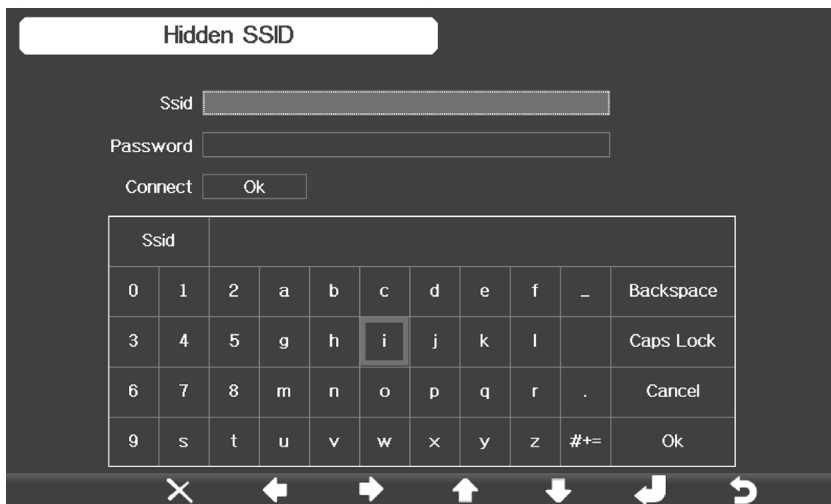 Hidden SSID
Ssid
Password
Connect Ok
Ssid
0 1 2 a b c d e f _ Backspace
3 4 5 g h i j k l Caps Lock
6 7 8 m n o p q r . Cancel
9 s t u v w x y z #+= Ok